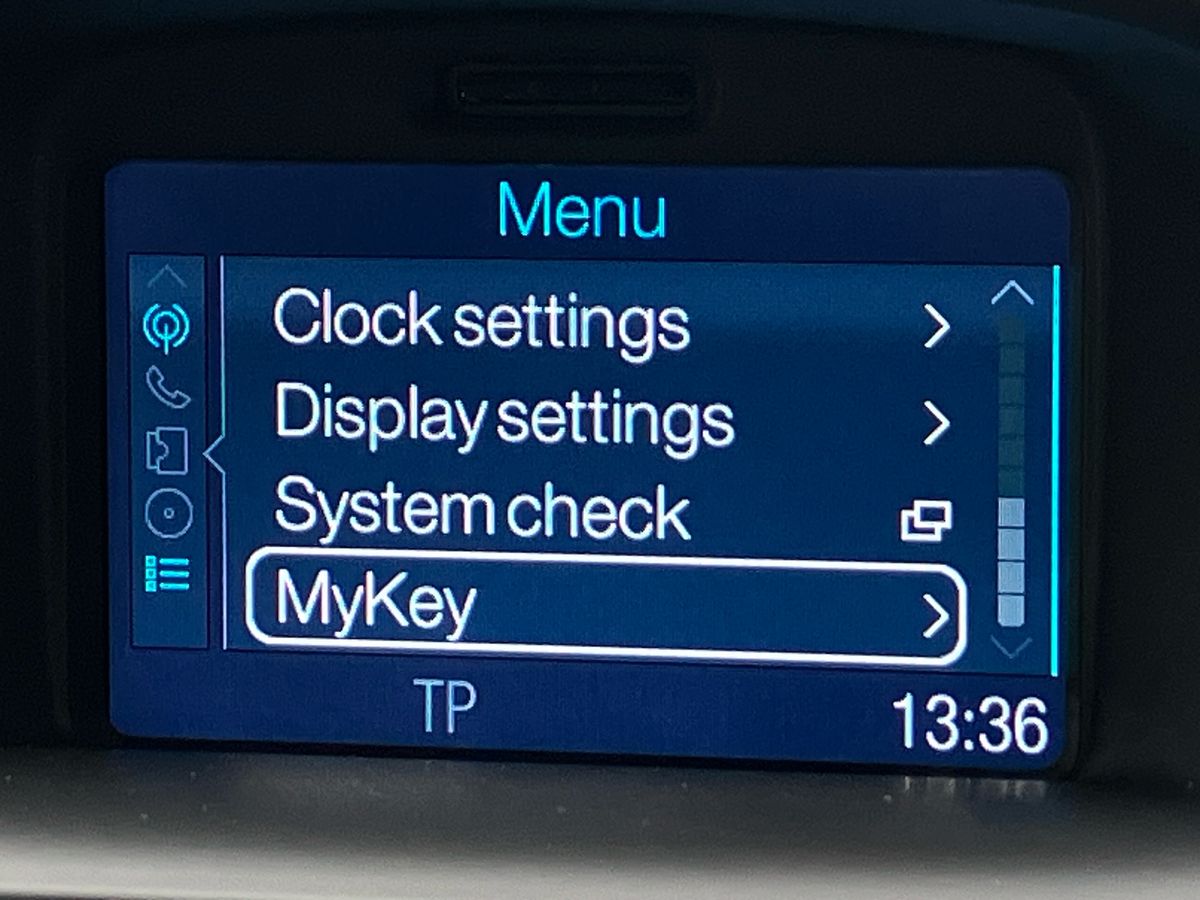 Menu
Clock settings
Display settings
System check
MyKey
TP
13:36